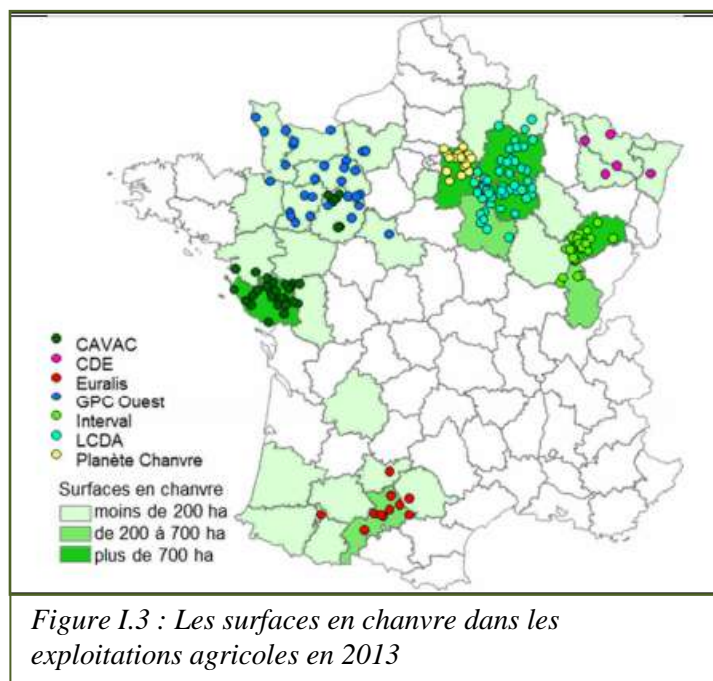 CAVAC
CDE
Euralis
GPC Ouest
Interval
LCDA
Planète Chanvre
Surfaces en chanvre
moins de 200 ha
de 200 à 700 ha
plus de 700 ha
Figure I.3 : Les surfaces en chanvre dans les
exploitations agricoles en 2013